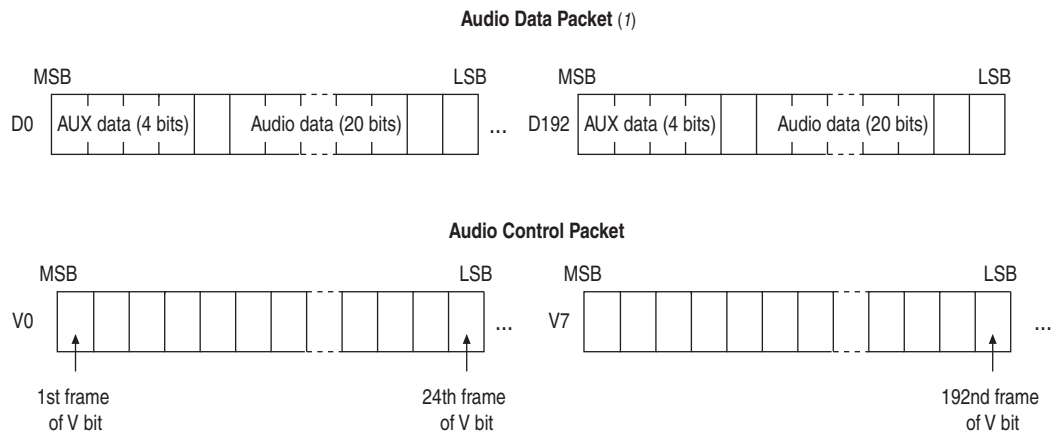 Audio Data Packet (1)
MSB LSB MSB LSB
D0 AUX data (4 bits) Audio data (20 bits) ... D192 AUX data (4 bits) Audio data (20 bits)
Audio Control Packet
MSB LSB MSB LSB
V0 ... V7 ...
1st frame of V bit
24th frame of V bit
192nd frame of V bit